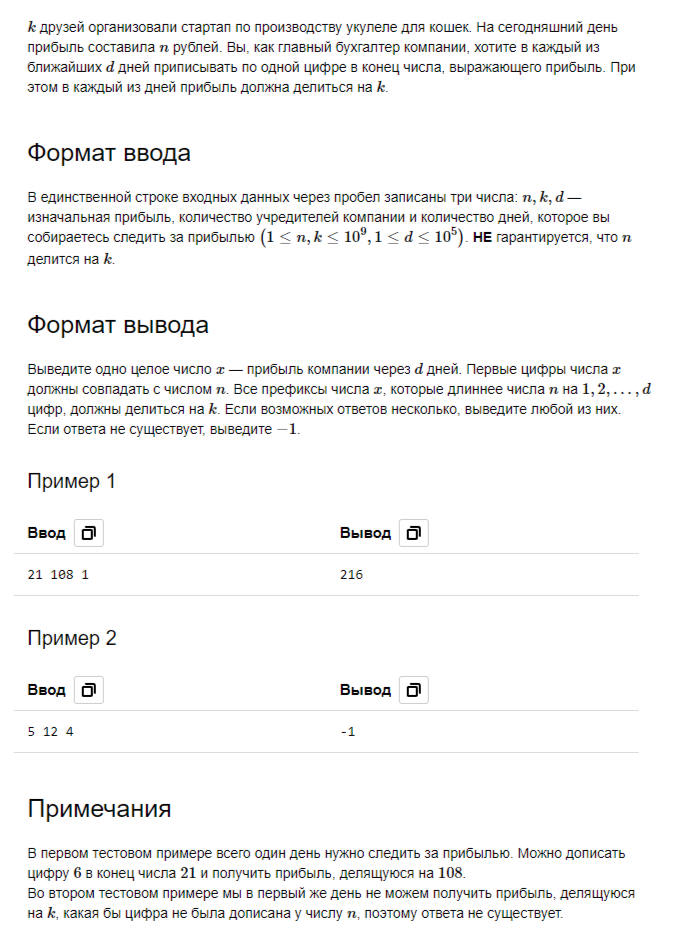 k друзей организовали стартап по производству укулеле для кошек. На сегодняшний день
прибыль составила n рублей. Вы, как главный бухгалтер компании, хотите в каждый из
ближайших d дней приписывать по одной цифре в конец числа, выражающего прибыль. При
этом в каждый из дней прибыль должна делиться на k.
Формат ввода
В единственной строке входных данных через пробел записаны три числа: n, k, d —
изначальная прибыль, количество учредителей компании и количество дней, которое вы
собираетесь следить за прибылью (1 ≤ n, k ≤ 10⁹, 1 ≤ d ≤ 10⁵). НЕ гарантируется, что n
делится на k.
Формат вывода
Выведите одно целое число x — прибыль компании через d дней. Первые цифры числа x
должны совпадать с числом n. Все префиксы числа x, которые длиннее числа n на 1, 2, . . . , d
цифр, должны делиться на k. Если возможных ответов несколько, выведите любой из них.
Если ответа не существует, выведите −1.
Пример 1
Ввод Вывод
21 108 1 216
Пример 2
Ввод Вывод
5 12 4 -1
Примечания
В первом тестовом примере всего один день нужно следить за прибылью. Можно дописать
цифру 6 в конец числа 21 и получить прибыль, делящуюся на 108.
Во втором тестовом примере мы в первый же день не можем получить прибыль, делящуюся
на k, какая бы цифра не была дописана у числу n, поэтому ответа не существует.